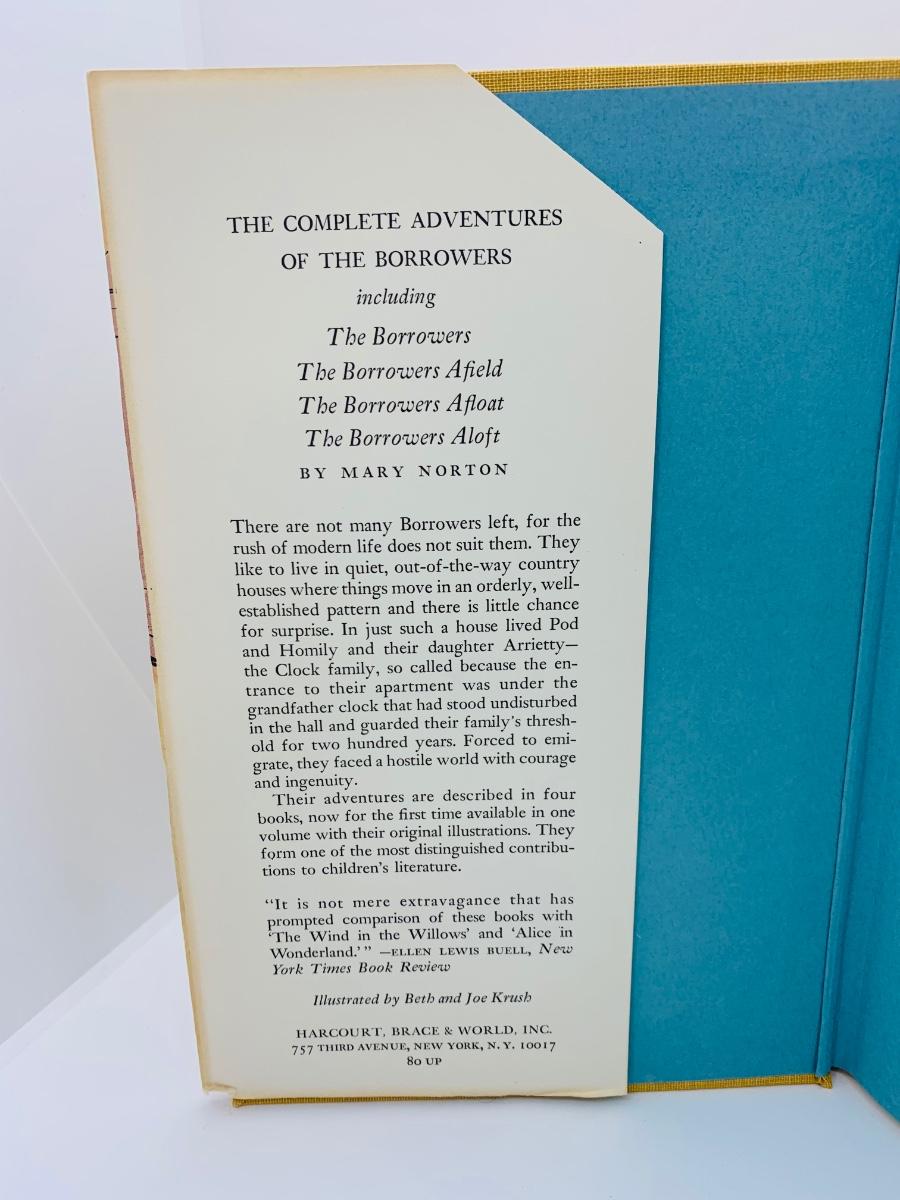 THE COMPLETE ADVENTURES
OF THE BORROWERS
including
The Borrowers
The Borrowers Afield
The Borrowers Afloat
The Borrowers Aloft
BY MARY NORTON
There are not many Borrowers left, for the
rush of modern life does not suit them. They
like to live in quiet, out-of-the-way country
houses where things move in an orderly, well-
established pattern and there is little chance
for surprise. In just such a house lived Pod
and Homily and their daughter Arrietty—
the Clock family, so called because the en-
trance to their apartment was under the
grandfather clock that had stood undisturbed
in the hall and guarded their family's thresh-
old for two hundred years. Forced to emi-
grate, they faced a hostile world with courage
and ingenuity.
Their adventures are described in four
books, now for the first time available in one
volume with their original illustrations. They
form one of the most distinguished contribu-
tions to children's literature.
"It is not mere extravagance that has
prompted comparison of these books with
'The Wind in the Willows' and 'Alice in
Wonderland.'" —ELLEN LEWIS BUELL, New
York Times Book Review
Illustrated by Beth and Joe Krush
HARCOURT, BRACE & WORLD, INC.
757 THIRD AVENUE, NEW YORK, N. Y. 10017
80 UP